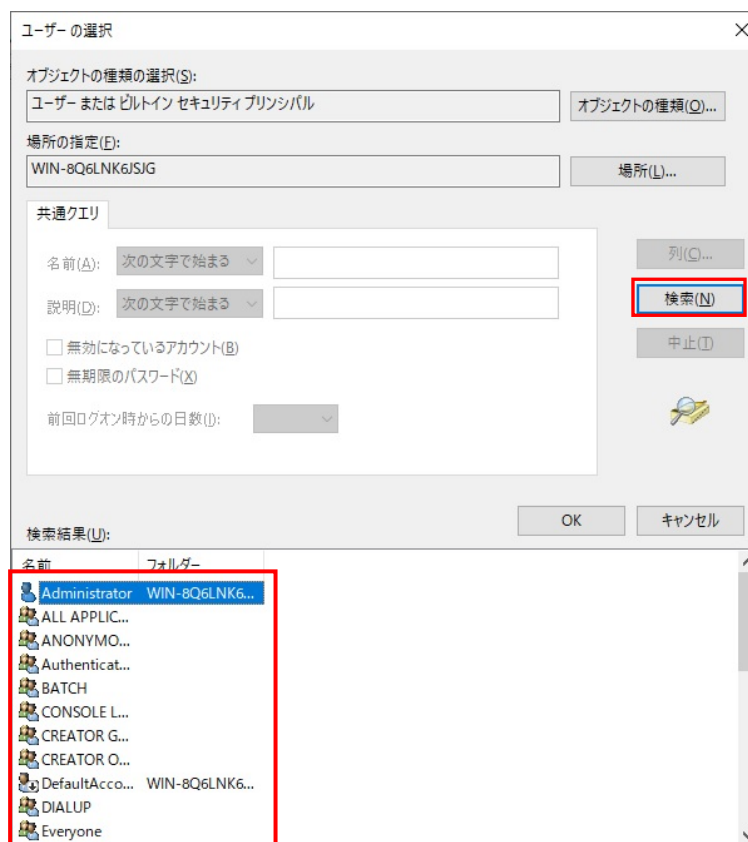 ユーザー の選択
オブジェクトの種類の選択(S):
ユーザー または ビルトイン セキュリティ プリンシパル
オブジェクトの種類(O)...
場所の指定(F):
WIN-8Q6LNK6JSJG
場所(L)...
共通クエリ
名前(A): 次の文字で始まる
列(C)...
説明(D): 次の文字で始まる
検索(N)
無効になっているアカウント(B)
中止(T)
無期限のパスワード(X)
前回ログオン時からの日数(I):
OK キャンセル
検索結果(U):
名前 フォルダー
Administrator WIN-8Q6LNK6...
ALL APPLIC...
ANONYMO...
Authenticat...
BATCH
CONSOLE L...
CREATOR G...
CREATOR O...
DefaultAcco... WIN-8Q6LNK6...
DIALUP
Everyone